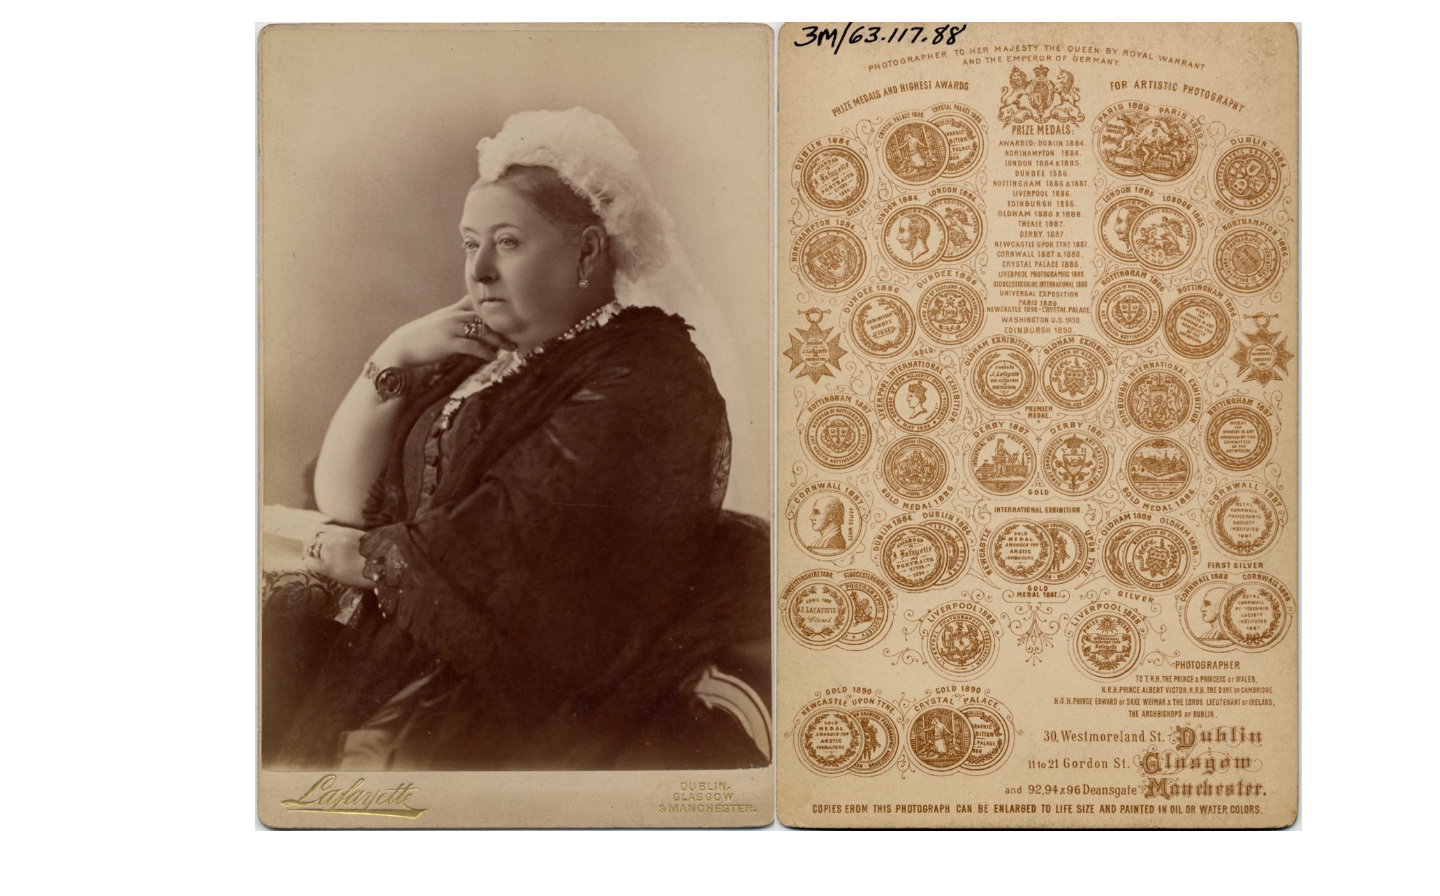 Lafayette
DUBLIN.
GLASGOW
& MANCHESTER.
3M/63.117.88
PHOTOGRAPHER TO HER MAJESTY THE QUEEN BY ROYAL WARRANT
AND THE EMPEROR OF GERMANY.
PRIZE MEDALS AND HIGHEST AWARDS
FOR ARTISTIC PHOTOGRAPHY
PRIZE MEDALS:
AWARDED: DUBLIN 1884.
NORTHAMPTON 1884.
LONDON 1884 & 1885.
DUNDEE 1886
NOTTINGHAM 1886 & 1887.
LIVERPOOL 1886.
EDINBURGH 1886.
OLDHAM 1886 & 1888.
THEALE 1887.
DERBY 1887.
NEWCASTLE UPON TYNE 1887.
CORNWALL 1887 & 1888.
CRYSTAL PALACE 1888.
LIVERPOOL PHOTOGRAPHIC 1888.
GLOUCESTERSHIRE INTERNATIONAL 1889
UNIVERSAL EXPOSITION
PARIS 1889
NEWCASTLE 1890 - CRYSTAL PALACE.
WASHINGTON U.S. 1890.
EDINBURGH 1890.
CRYSTAL PALACE 1888.
CRYSTAL PALACE
PARIS 1889 PARIS 1889
DUBLIN 1884
SILVER
DUBLIN 1884
SILVER
LONDON 1884. LONDON 1884
LONDON 1885 LONDON 1885
NORTHAMPTON 1884
NORTHAMPTON 1884
DUNDEE 1886
DUNDEE 1886
NOTTINGHAM 1886
NOTTINGHAM 1886
GOLD.
LIVERPOOL INTERNATIONAL EXHIBITION
OLDHAM EXHIBITION OLDHAM EXHIBITION
PREMIER
MEDAL.
EDINBURGH INTERNATIONAL EXHIBITION
NOTTINGHAM 1887
NOTTINGHAM 1887
GOLD MEDAL 1886
DERBY 1887 DERBY 1887
GOLD
GOLD MEDAL 1886
CORNWALL 1887
CORNWALL 1887
FIRST SILVER
DUBLIN 1884 DUBLIN 1884
INTERNATIONAL EXHIBITION
NEWCASTLE UPON TYNE
GOLD
MEDAL 1887.
OLDHAM 1888 OLDHAM 1888
SILVER
GLOUCESTERSHIRE 1889
CORNWALL 1888 CORNWALL 1888
LIVERPOOL 1888
LIVERPOOL 1888
GOLD 1890
NEWCASTLE UPON TYNE
GOLD 1890
CRYSTAL PALACE.
PHOTOGRAPHER
TO T.R.H. THE PRINCE & PRINCESS OF WALES,
H.R.H. PRINCE ALBERT VICTOR, H.R.H. THE DUKE OF CAMBRIDGE,
H.S.H. PRINCE EDWARD OF SAXE WEIMAR & THE LORDS LIEUTENANT OF IRELAND,
THE ARCHBISHOPS OF DUBLIN.
30, Westmoreland St. Dublin
11 to 21 Gordon St. Glasgow
and 92, 94 & 96 Deansgate Manchester.
COPIES FROM THIS PHOTOGRAPH CAN BE ENLARGED TO LIFE SIZE AND PAINTED IN OIL OR WATER COLORS.